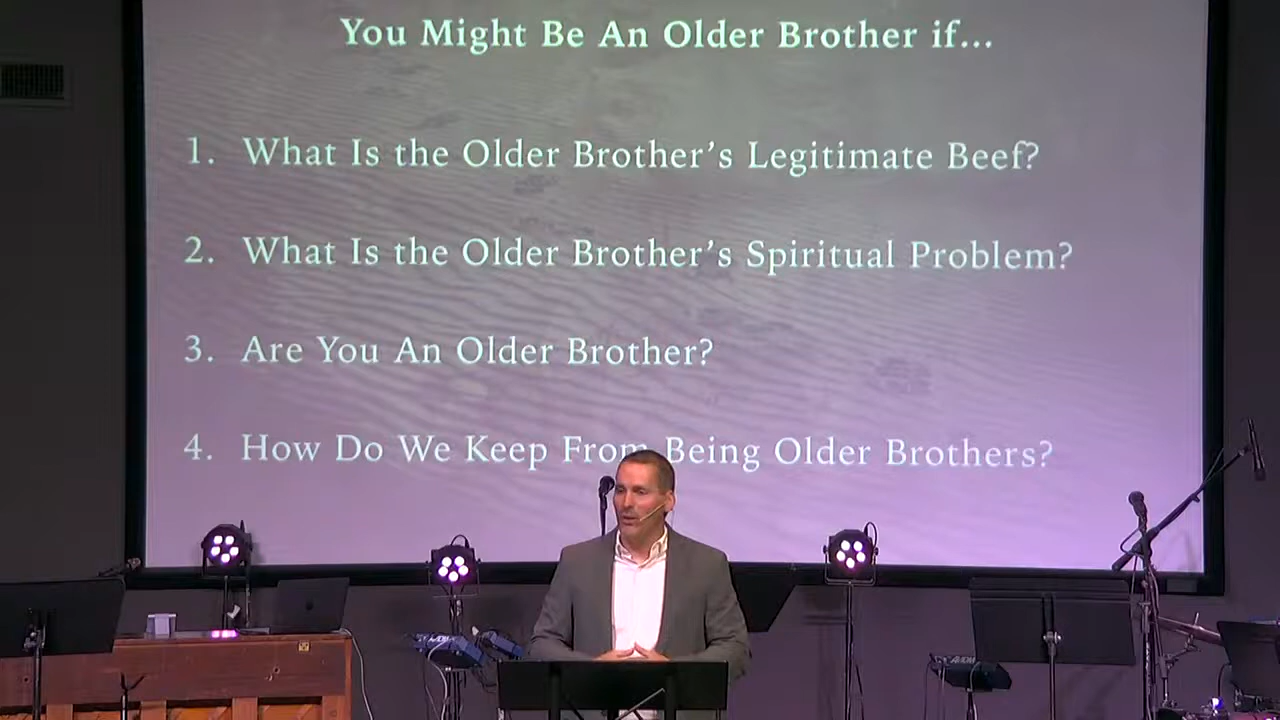 You Might Be An Older Brother if...
1. What Is the Older Brother's Legitimate Beef?
2. What Is the Older Brother's Spiritual Problem?
3. Are You An Older Brother?
4. How Do We Keep From Being Older Brothers?